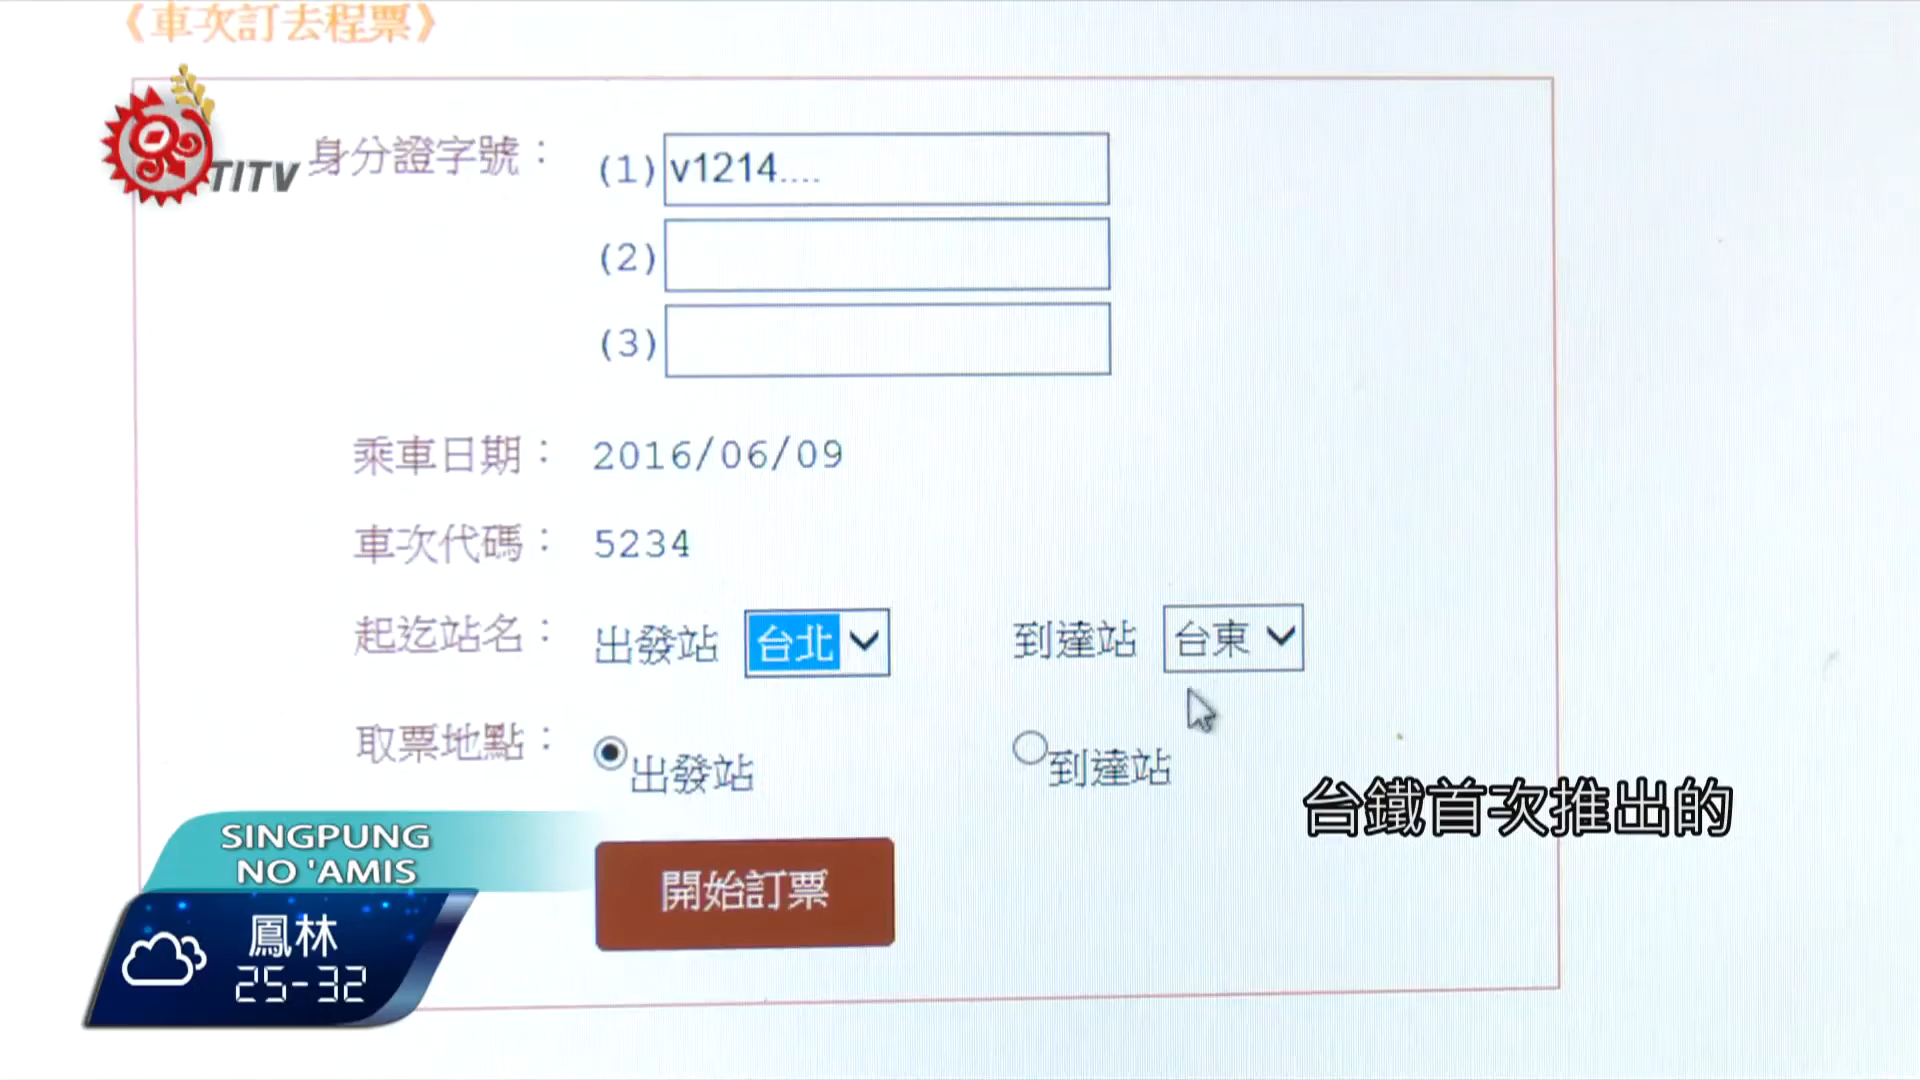 《車次訂去程票》
TITV
身分證字號：
(1) v1214....
(2)
(3)
乘車日期： 2016/06/09
車次代碼： 5234
起迄站名： 出發站 台北 到達站 台東
取票地點： 出發站 到達站
台鐵首次推出的
開始訂票
SINGPUNG
NO 'AMIS
鳳林
25-32